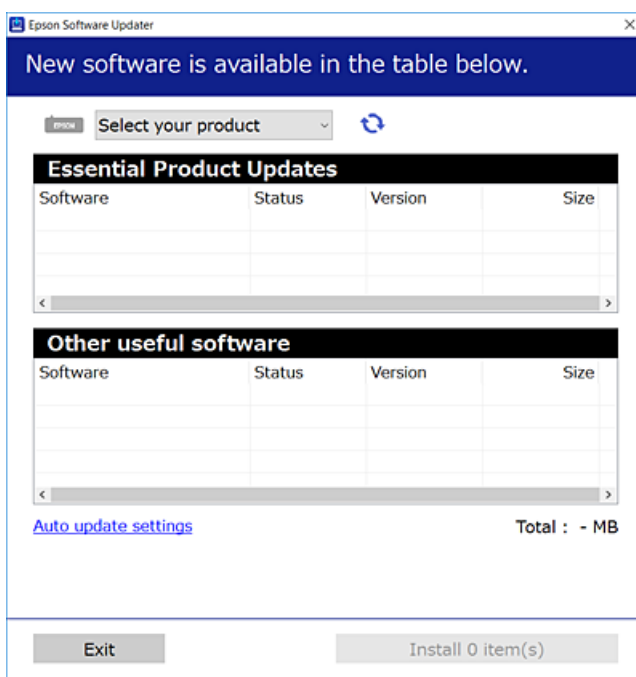 Epson Software Updater
New software is available in the table below.
EPSON Select your product
Essential Product Updates
Software Status Version Size
Other useful software
Software Status Version Size
Auto update settings Total : - MB
Exit Install 0 item(s)